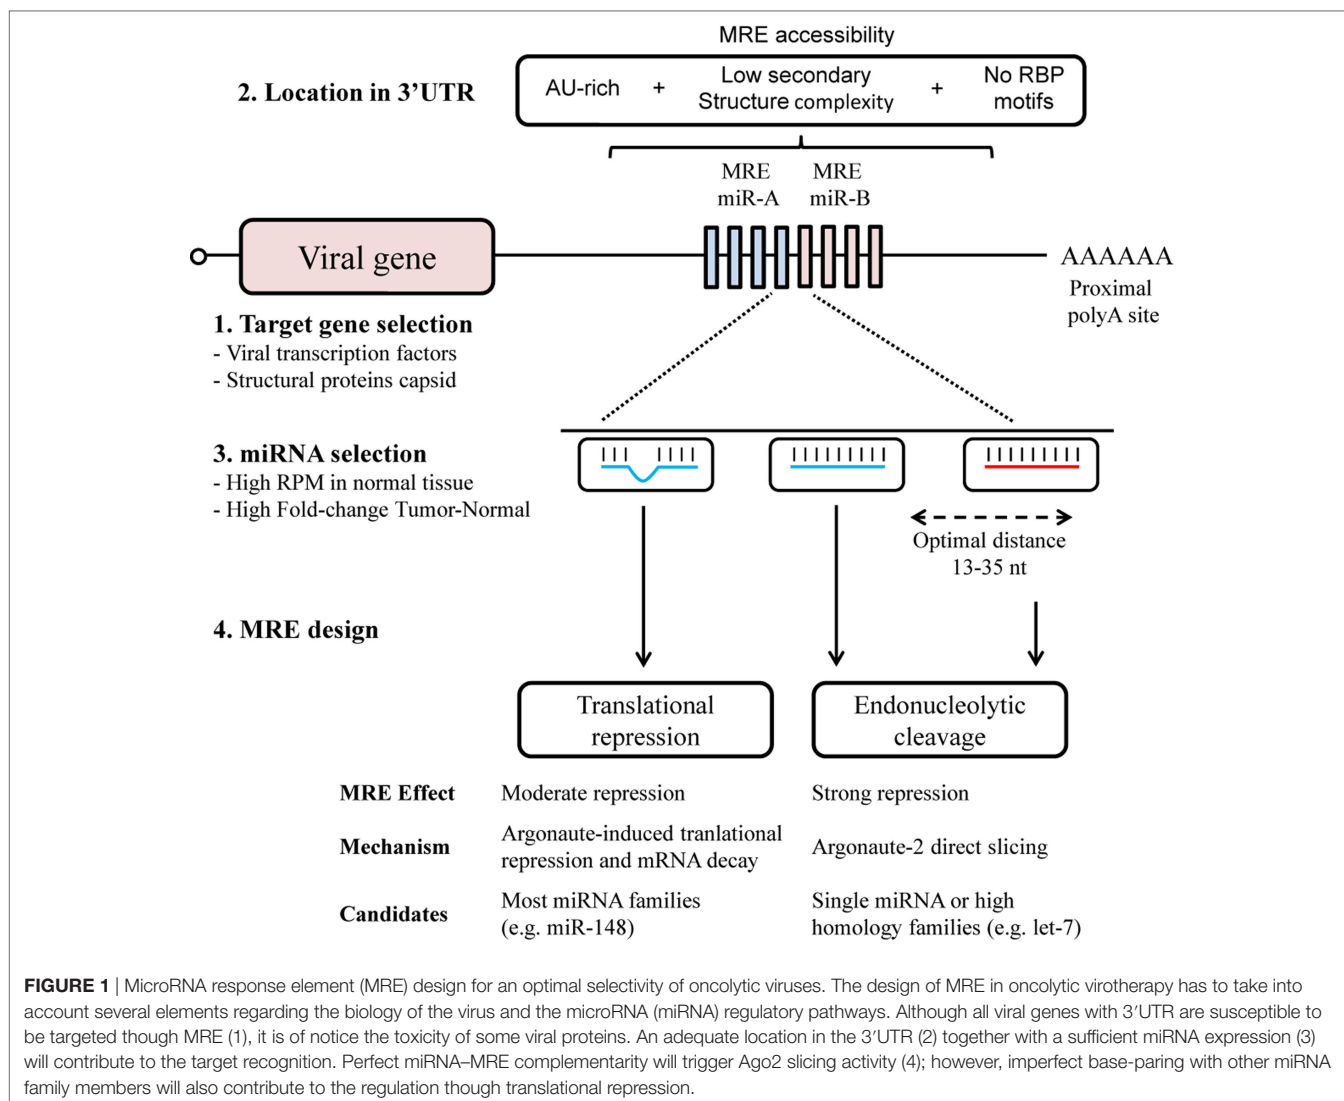 MRE accessibility
2. Location in 3’UTR
AU-rich + Low secondary Structure complexity + No RBP motifs
MRE miR-A
MRE miR-B
Viral gene
AAAAAA
Proximal
polyA site
1. Target gene selection
- Viral transcription factors
- Structural proteins capsid
3. miRNA selection
- High RPM in normal tissue
- High Fold-change Tumor-Normal
Optimal distance
13-35 nt
4. MRE design
Translational
repression
Endonucleolytic
cleavage
MRE Effect
Moderate repression
Strong repression
Mechanism
Argonaute-induced tranlational
repression and mRNA decay
Argonaute-2 direct slicing
Candidates
Most miRNA families
(e.g. miR-148)
Single miRNA or high
homology families (e.g. let-7)
FIGURE 1 | MicroRNA response element (MRE) design for an optimal selectivity of oncolytic viruses. The design of MRE in oncolytic virotherapy has to take into
account several elements regarding the biology of the virus and the microRNA (miRNA) regulatory pathways. Although all viral genes with 3′UTR are susceptible to
be targeted though MRE (1), it is of notice the toxicity of some viral proteins. An adequate location in the 3′UTR (2) together with a sufficient miRNA expression (3)
will contribute to the target recognition. Perfect miRNA–MRE complementarity will trigger Ago2 slicing activity (4); however, imperfect base-paring with other miRNA
family members will also contribute to the regulation though translational repression.